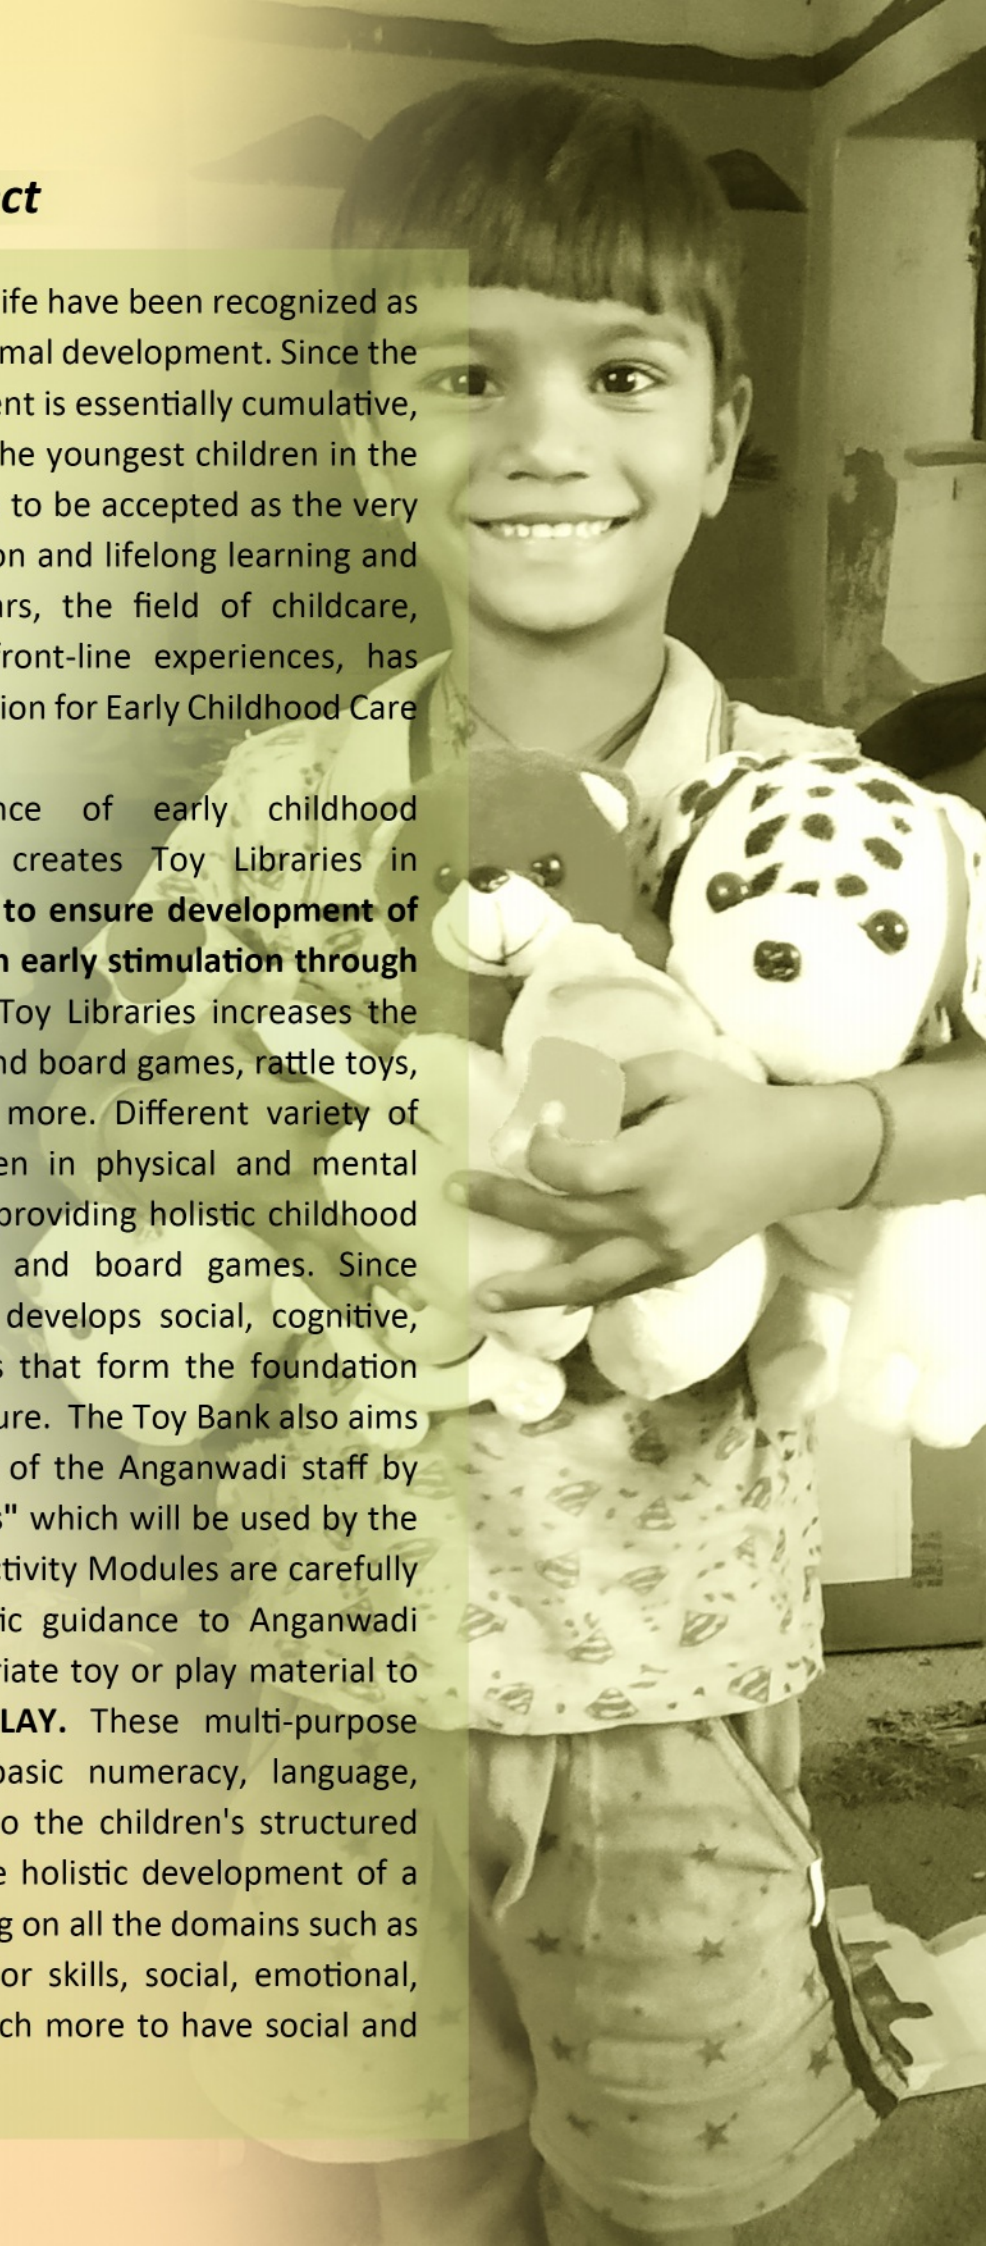 ct
ife have been recognized as
mal development. Since the
ent is essentially cumulative,
he youngest children in the
to be accepted as the very
on and lifelong learning and
ars, the field of childcare,
front-line experiences, has
ion for Early Childhood Care
nce of early childhood
creates Toy Libraries in
to ensure development of
n early stimulation through
Toy Libraries increases the
nd board games, rattle toys,
more. Different variety of
en in physical and mental
providing holistic childhood
and board games. Since
develops social, cognitive,
s that form the foundation
ure. The Toy Bank also aims
of the Anganwadi staff by
s" which will be used by the
ctivity Modules are carefully
ic guidance to Anganwadi
riate toy or play material to
LAY. These multi-purpose
basic numeracy, language,
o the children's structured
e holistic development of a
g on all the domains such as
or skills, social, emotional,
ch more to have social and